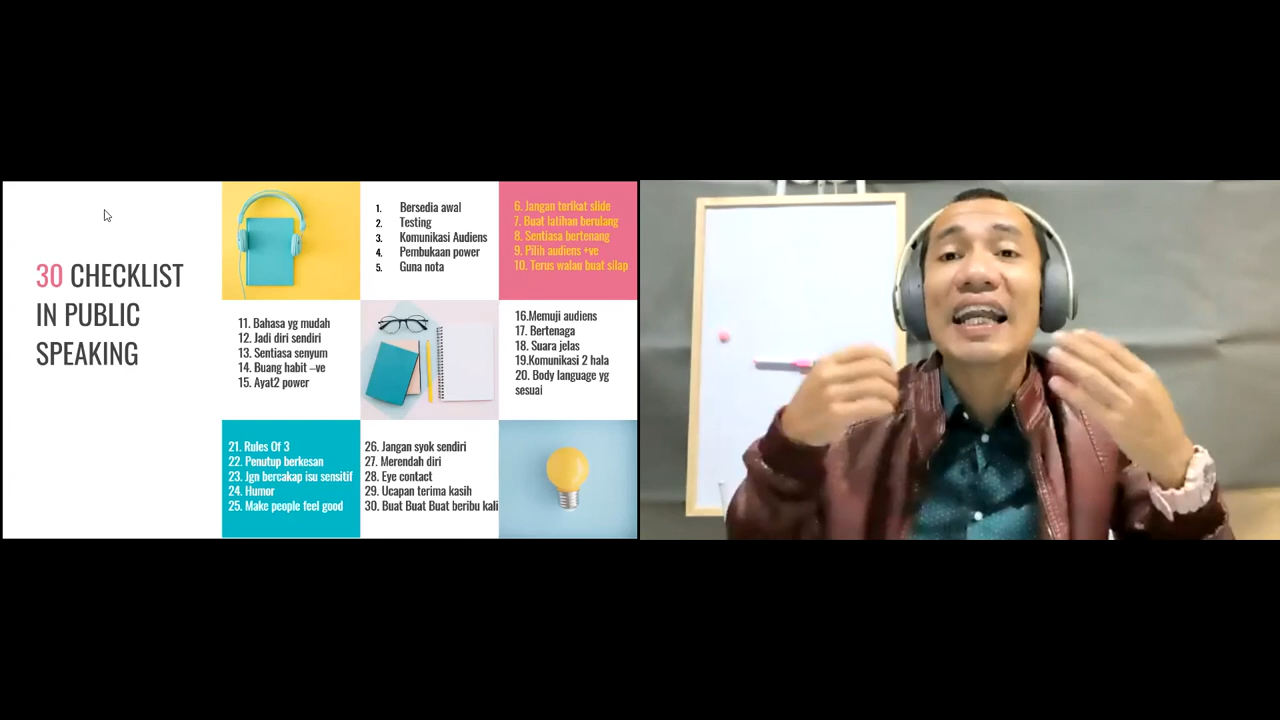 30 CHECKLIST
IN PUBLIC
SPEAKING
1. Bersedia awal
2. Testing
3. Komunikasi Audiens
4. Pembukaan power
5. Guna nota
6. Jangan terikat slide
7. Buat latihan berulang
8. Sentiasa bertenang
9. Pilih audiens +ve
10. Terus walau buat silap
11. Bahasa yg mudah
12. Jadi diri sendiri
13. Sentiasa senyum
14. Buang habit –ve
15. Ayat2 power
16.Memuji audiens
17. Bertenaga
18. Suara jelas
19.Komunikasi 2 hala
20. Body language yg
sesuai
21. Rules Of 3
22. Penutup berkesan
23. Jgn bercakap isu sensitif
24. Humor
25. Make people feel good
26. Jangan syok sendiri
27. Merendah diri
28. Eye contact
29. Ucapan terima kasih
30. Buat Buat Buat beribu kali